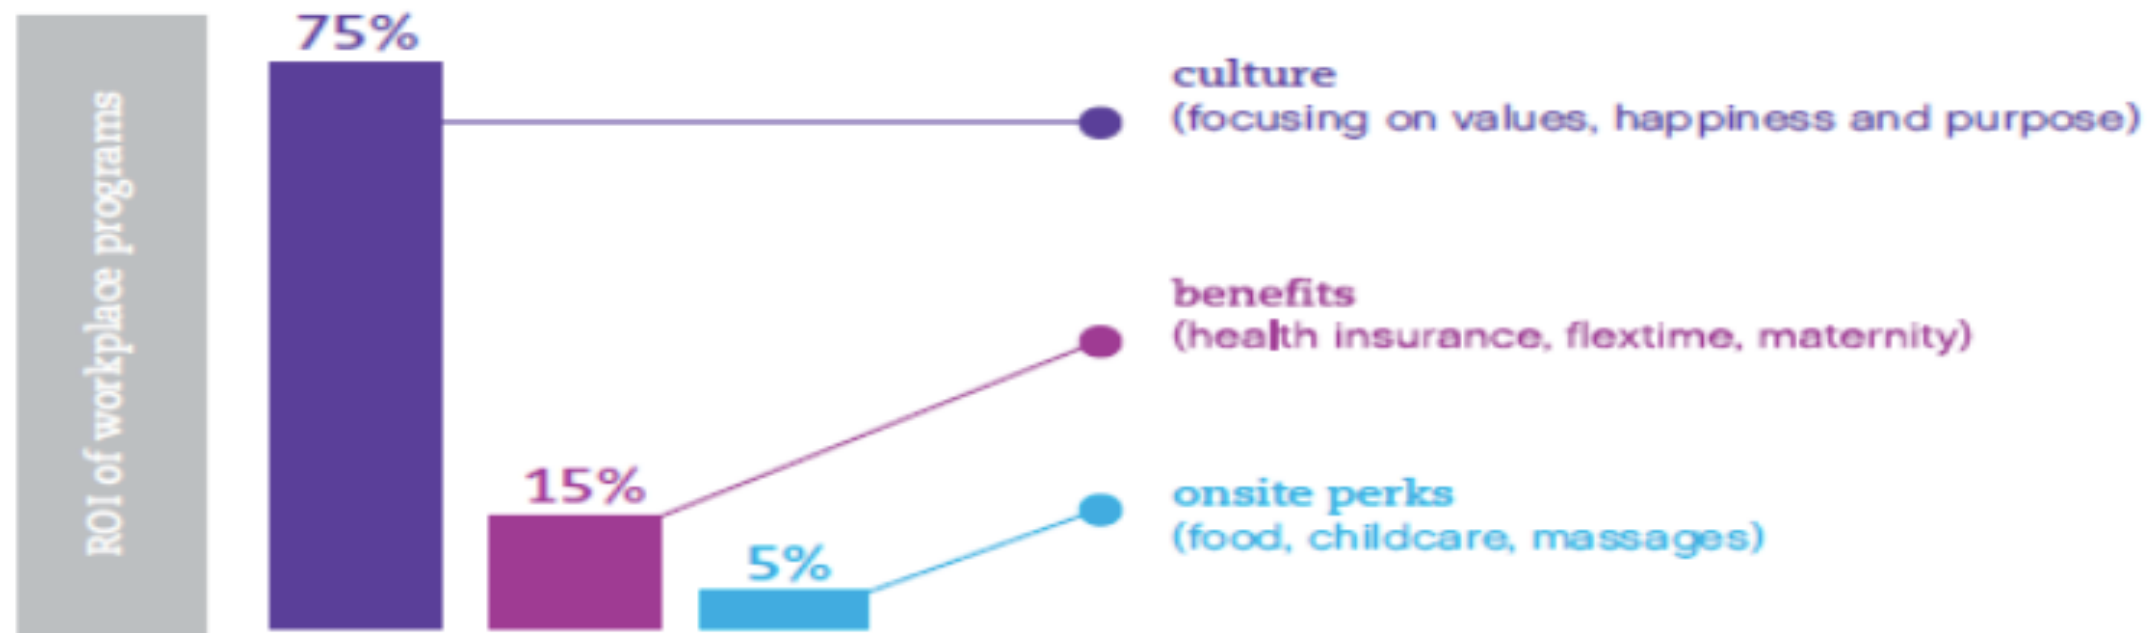 ROI of workplace programs
75%
culture
(focusing on values, happiness and purpose)
15%
benefits
(health insurance, flextime, maternity)
5%
onsite perks
(food, childcare, massages)